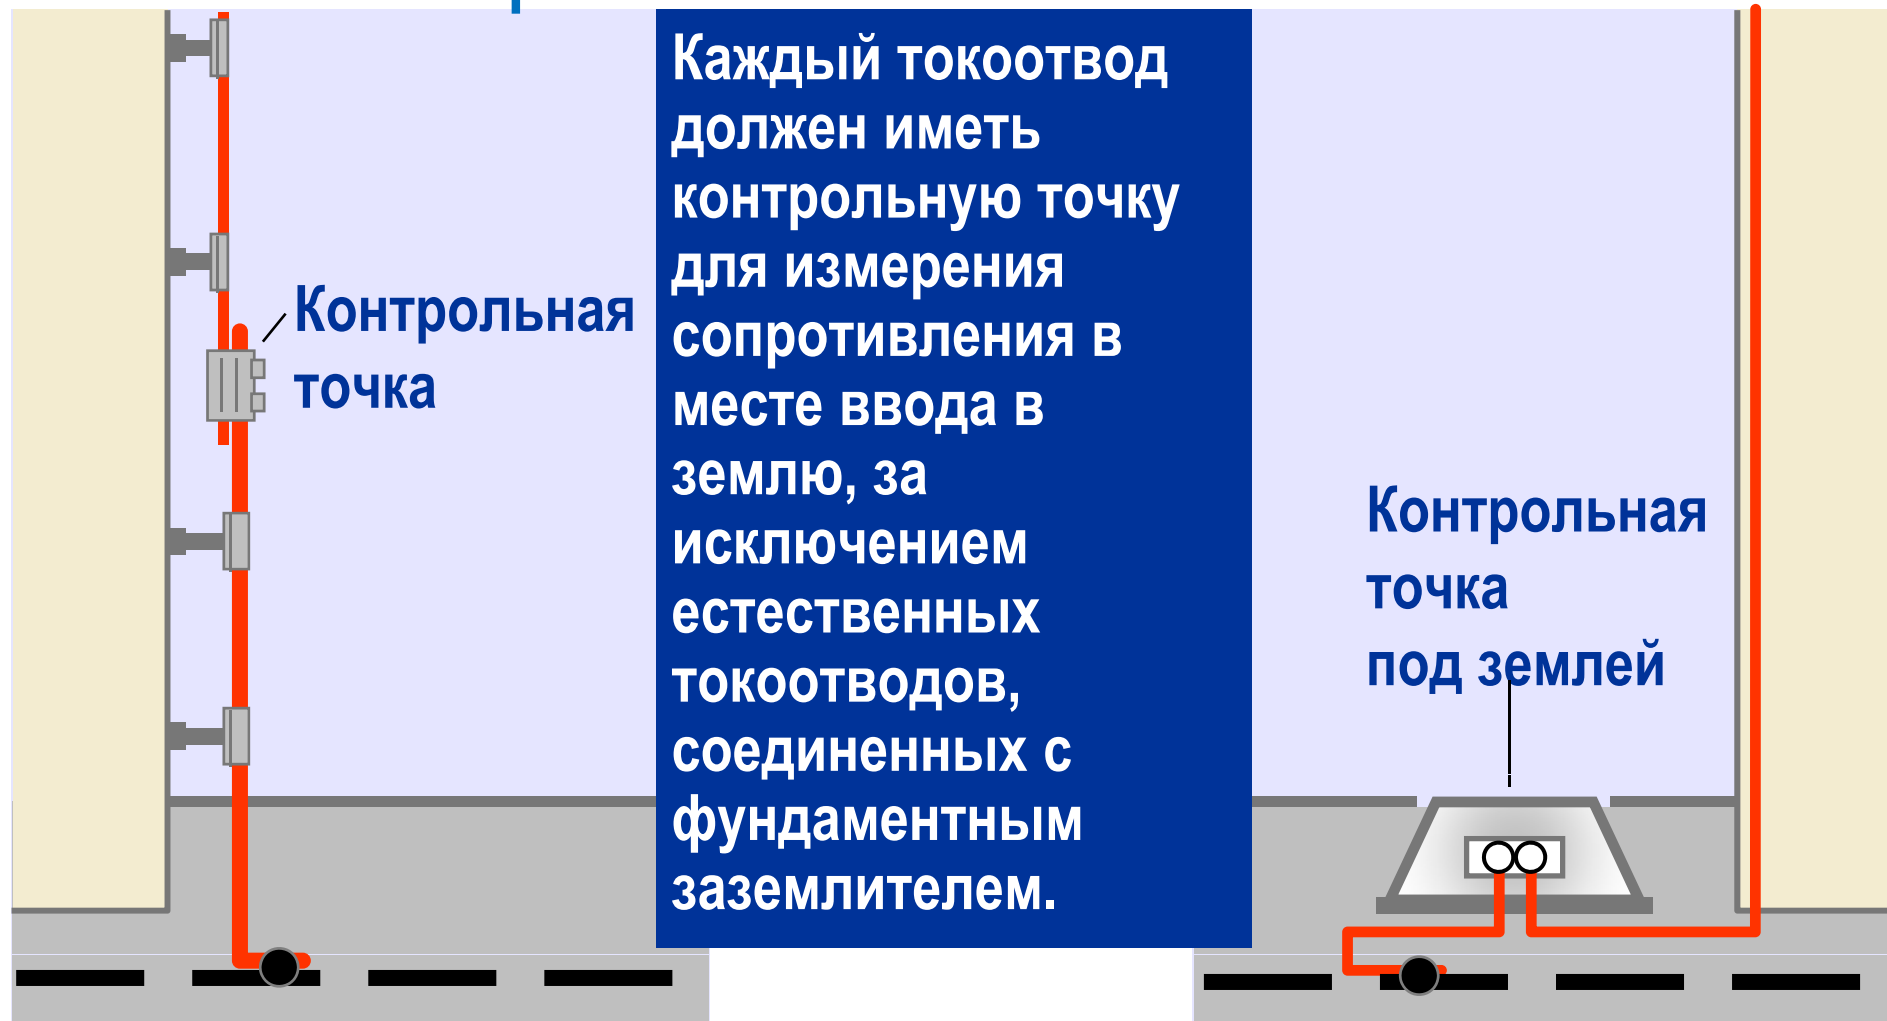 Каждый токоотвод
должен иметь
контрольную точку
для измерения
сопротивления в
месте ввода в
землю, за
исключением
естественных
токоотводов,
соединенных с
фундаментным
заземлителем.
Контрольная
точка
Контрольная
точка
под землей